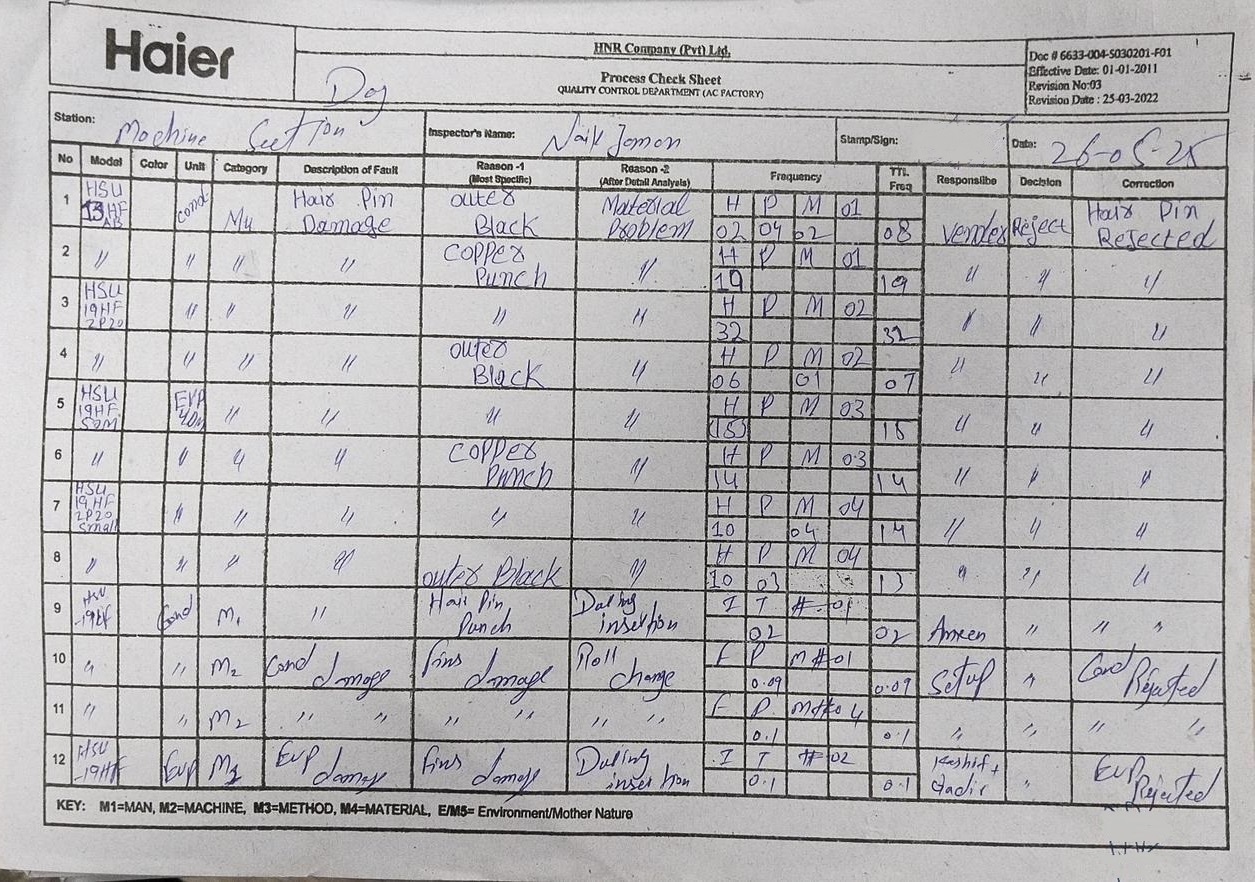 Haier
HNR Company (Pvt) Ltd.
Process Check Sheet
QUALITY CONTROL DEPARTMENT (AC FACTORY)
Doc # 6633-004-5030201-F01
Effective Date: 01-01-2011
Revision No:03
Revision Date : 25-03-2022
Day
Station: Machine Section Inspector's Name: Stamp/Sign: Date: 26-05-25
No Model Color Unit Category Description of Fault Reason -1 (Most Specific) Reason -2 (After Detail Analysis) Frequency TTL Freq Responsilbe Decision Correction
1 HSU 13HF AB cond M4 Hair Pin Damage outer Black Material Problem H P M 01 02 04 02 08 vender Reject Hair Pin Rejected
2 〃 〃 〃 〃 copper Punch 〃 H P M 01 19 19 〃 〃 〃
3 HSU 19HF 2P20 〃 〃 〃 〃 〃 H P M 02 32 32 〃 〃 〃
4 〃 〃 〃 〃 outer Black 〃 H P M 02 06 01 07 〃 〃 〃
5 HSU 19HF EVP 〃 〃 〃 〃 H P M 03 (15) 15 〃 〃 〃
6 〃 〃 〃 〃 copper Punch 〃 H P M 03 14 14 〃 〃 〃
7 HSU 19HF 2P20 Small 〃 〃 〃 〃 〃 H P M 04 10 04 14 〃 〃 〃
8 〃 〃 〃 〃 outer Black 〃 H P M 04 10 03 13 〃 〃 〃
9 HSU -19HF Cond M1 〃 Hair Pin Punch During insertion I T #-01 02 02 Ameen 〃 〃 〃
10 〃 〃 M2 Cond damage fins damage Roll change F P M#01 0.09 0.09 Setup 〃 Cond Rejected
11 〃 〃 M2 〃 〃 〃 〃 〃 〃 F P M#04 0.1 0.1 〃 〃 〃 〃
12 HSU -19HF Evp Evp damage fins damage During insertion I T #02 0.1 0.1 Kashif + Qadir 〃 Evp Rejected
KEY: M1=MAN, M2=MACHINE, M3=METHOD, M4=MATERIAL, E/M5= Environment/Mother Nature